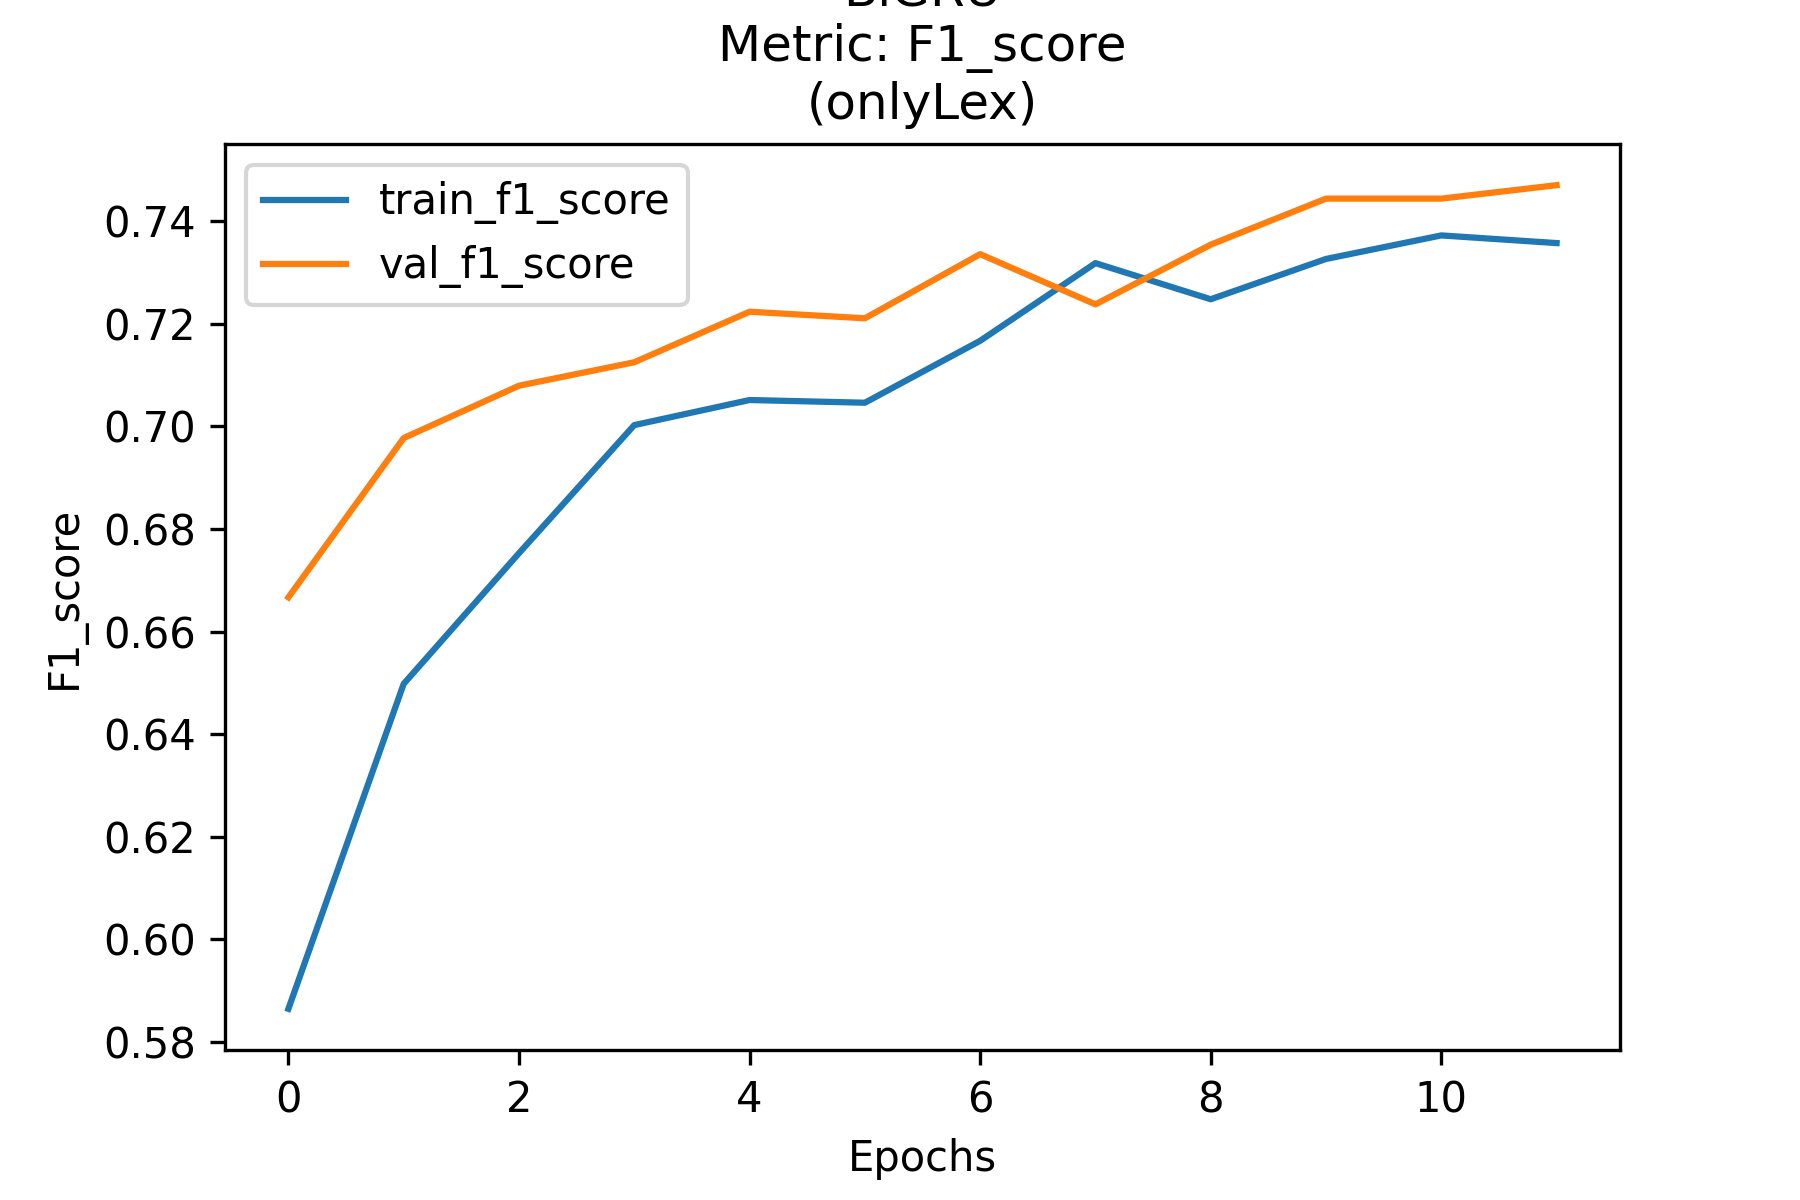 BiGRU
Metric: F1_score
(onlyLex)
train_f1_score
val_f1_score
F1_score
0.74
0.72
0.70
0.68
0.66
0.64
0.62
0.60
0.58
0 2 4 6 8 10
Epochs